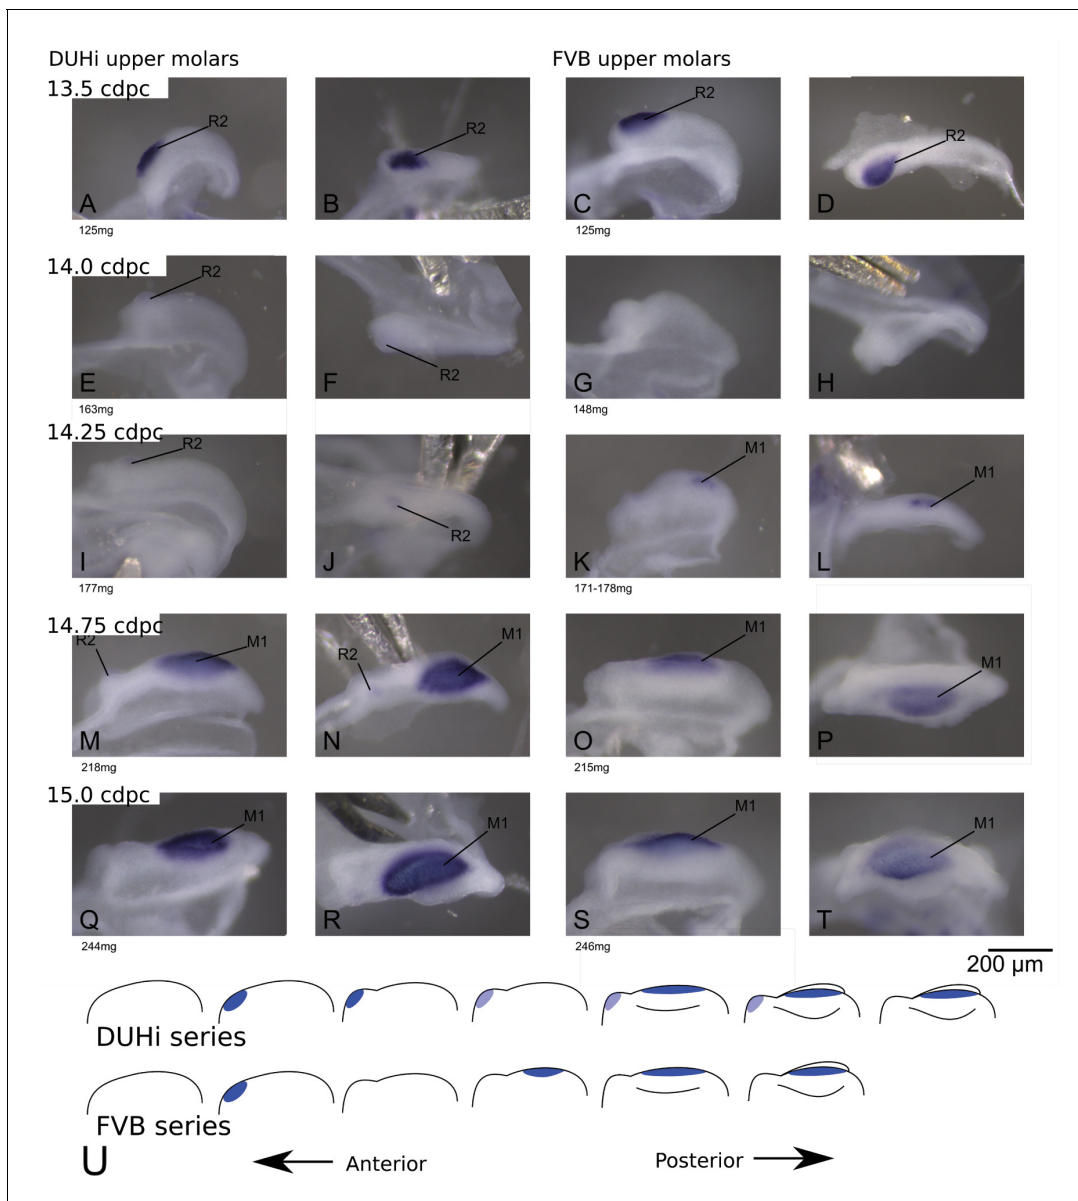 DUHi upper molars
FVB upper molars
13.5 cdpc
R2
A
125mg
R2
B
R2
C
125mg
R2
D
14.0 cdpc
R2
E
163mg
R2
F
G
148mg
H
14.25 cdpc
R2
I
177mg
R2
J
M1
K
171-178mg
M1
L
14.75 cdpc
R2
M1
M
218mg
R2
M1
N
M1
O
215mg
M1
P
15.0 cdpc
M1
Q
244mg
M1
R
M1
S
246mg
M1
T
200 µm
DUHi series
FVB series
U
Anterior
Posterior